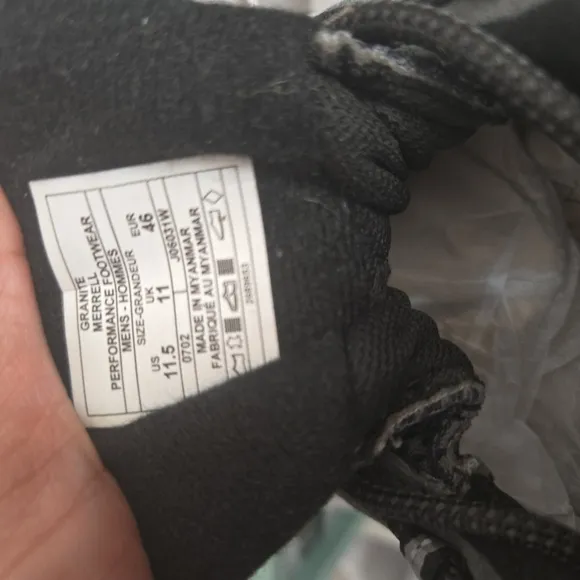 GRANITE
MERRELL
PERFORMANCE FOOTWEAR
MENS - HOMMES
SIZE-GRANDEUR
US UK EUR
11.5 11 46
0702 J06031W
MADE IN MYANMAR
FABRIQUÉ AU MYANMAR